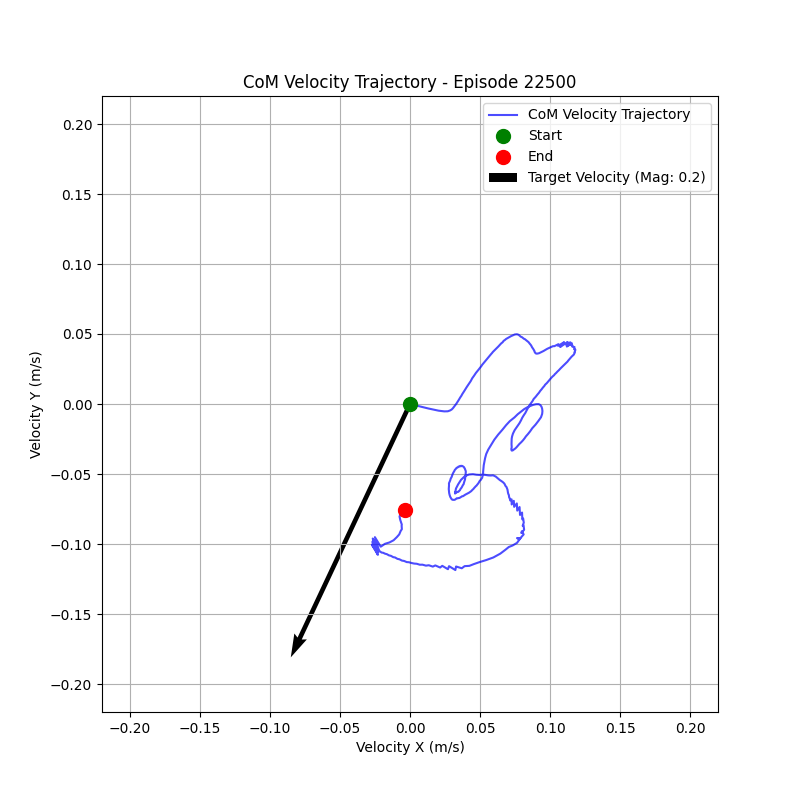 CoM Velocity Trajectory - Episode 22500
CoM Velocity Trajectory
Start
End
Target Velocity (Mag: 0.2)
Velocity Y (m/s)
0.20
0.15
0.10
0.05
0.00
−0.05
−0.10
−0.15
−0.20
−0.20 −0.15 −0.10 −0.05 0.00 0.05 0.10 0.15 0.20
Velocity X (m/s)